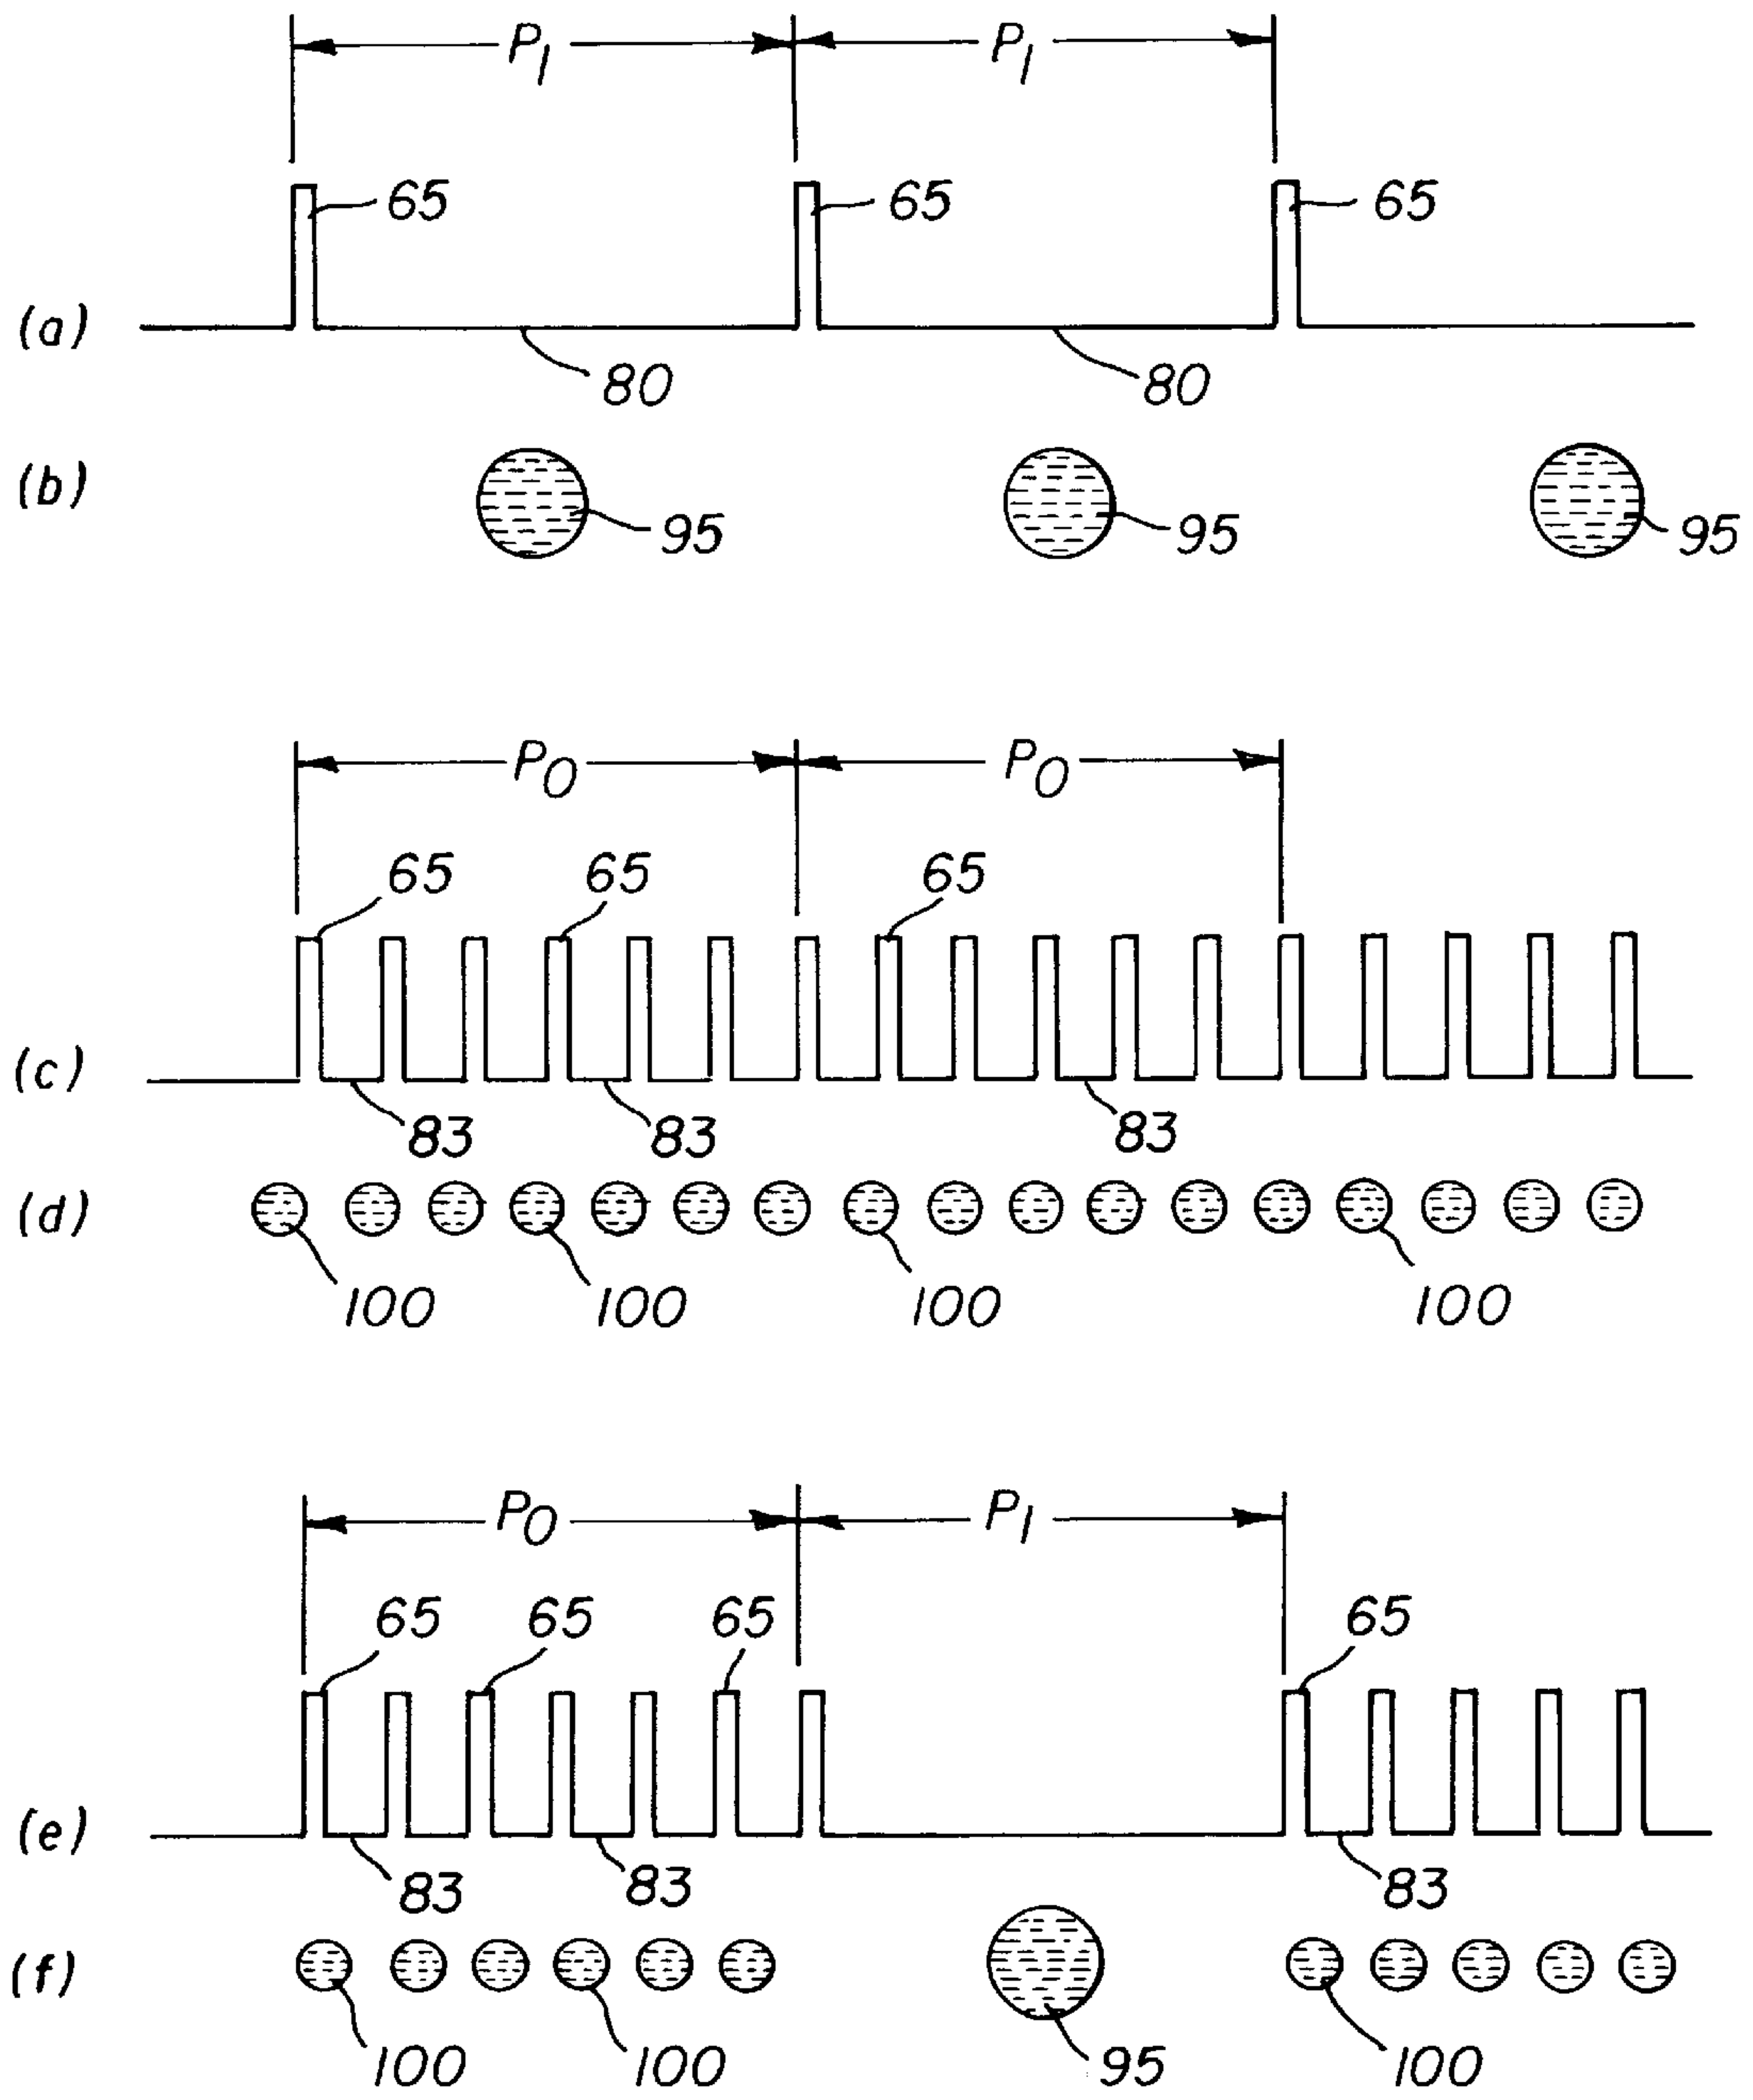 P1 P1
65 65 65
(a)
80 80
(b)
95 95 95
P0 P0
65 65 65
(c)
83 83 83
(d)
100 100 100 100
P0 P1
65 65 65 65
(e)
83 83 83
(f)
100 100 95 100